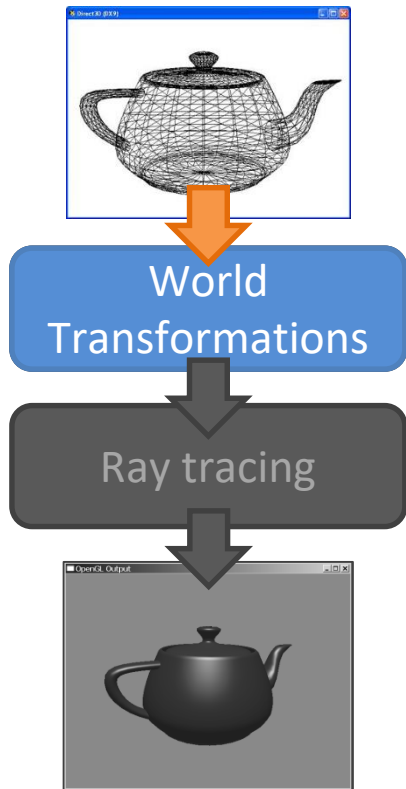 Direct3D (DX9)
World
Transformations
Ray tracing
OpenGL Output